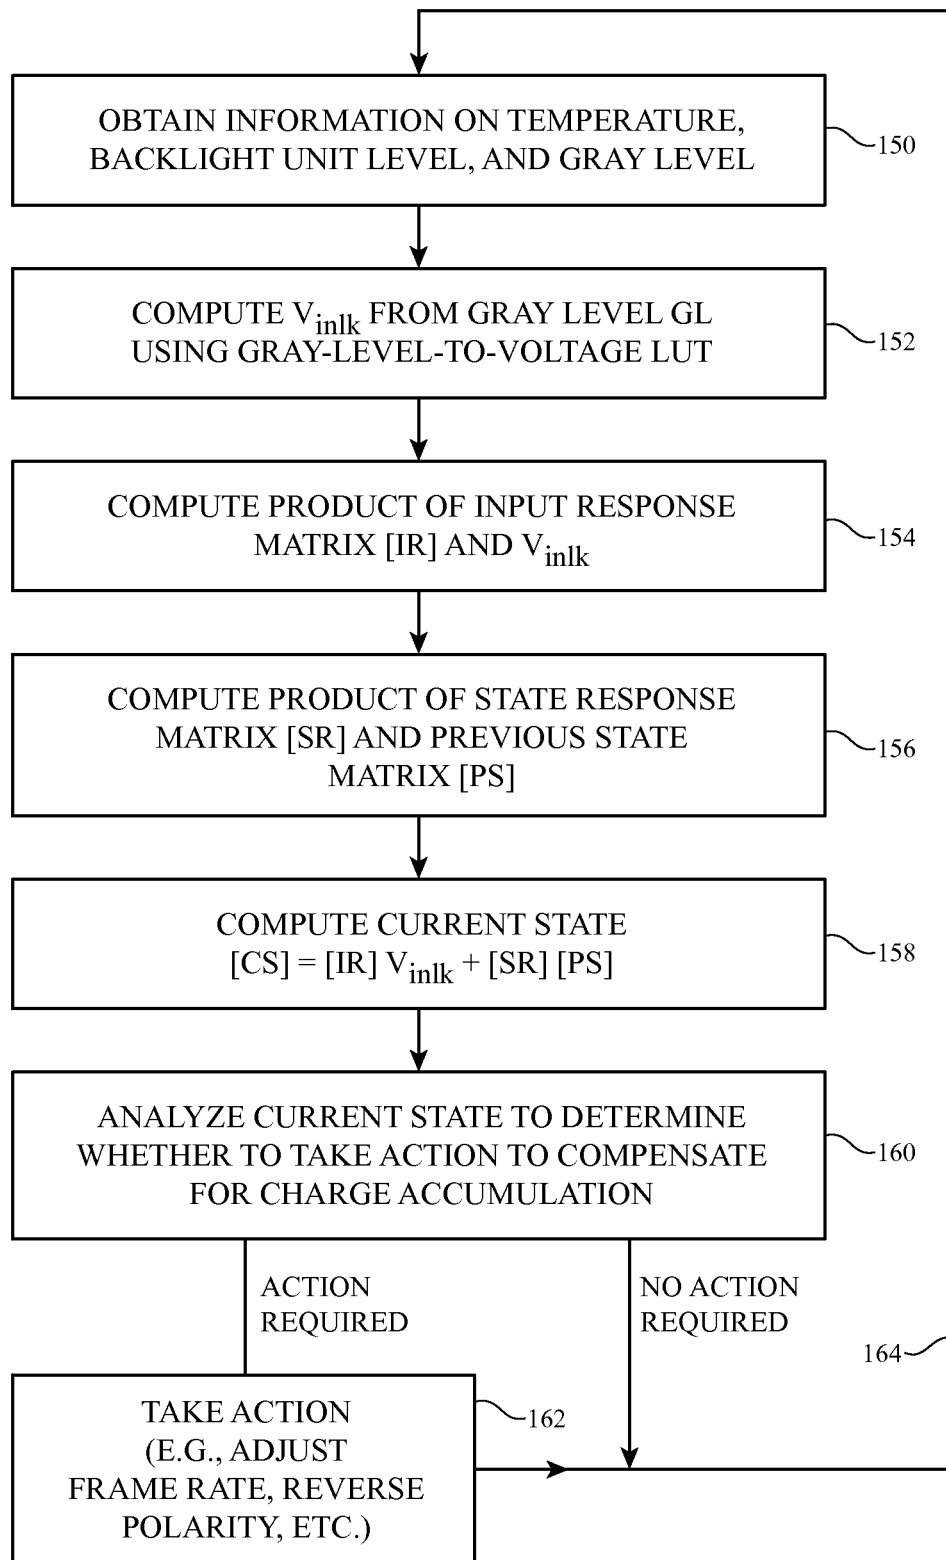 OBTAIN INFORMATION ON TEMPERATURE,
BACKLIGHT UNIT LEVEL, AND GRAY LEVEL
150
COMPUTE Vinlk FROM GRAY LEVEL GL
USING GRAY-LEVEL-TO-VOLTAGE LUT
152
COMPUTE PRODUCT OF INPUT RESPONSE
MATRIX [IR] AND Vinlk
154
COMPUTE PRODUCT OF STATE RESPONSE
MATRIX [SR] AND PREVIOUS STATE
MATRIX [PS]
156
COMPUTE CURRENT STATE
[CS] = [IR] Vinlk + [SR] [PS]
158
ANALYZE CURRENT STATE TO DETERMINE
WHETHER TO TAKE ACTION TO COMPENSATE
FOR CHARGE ACCUMULATION
160
ACTION
REQUIRED
NO ACTION
REQUIRED
164
TAKE ACTION
(E.G., ADJUST
FRAME RATE, REVERSE
POLARITY, ETC.)
162